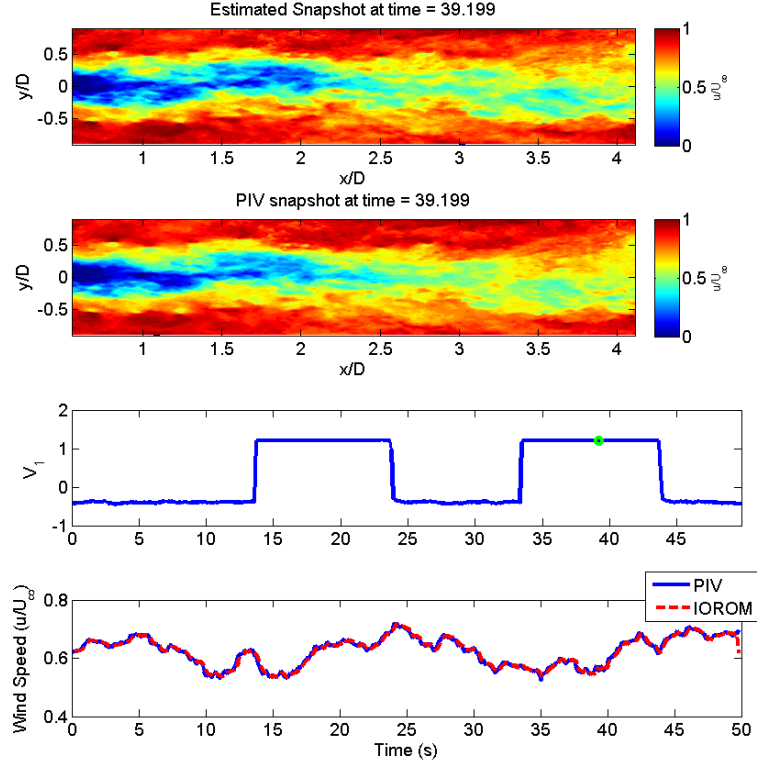 Estimated Snapshot at time = 39.199
y/D
0.5
0
-0.5
1 1.5 2 2.5 3 3.5 4
x/D
1
0.5
0
u/U∞
PIV snapshot at time = 39.199
y/D
0.5
0
-0.5
1 1.5 2 2.5 3 3.5 4
x/D
1
0.5
0
u/U∞
V1
2
1
0
-1
0 5 10 15 20 25 30 35 40 45
Wind Speed (u/U∞)
0.8
0.6
0.4
PIV
IOROM
0 5 10 15 20 25 30 35 40 45 50
Time (s)